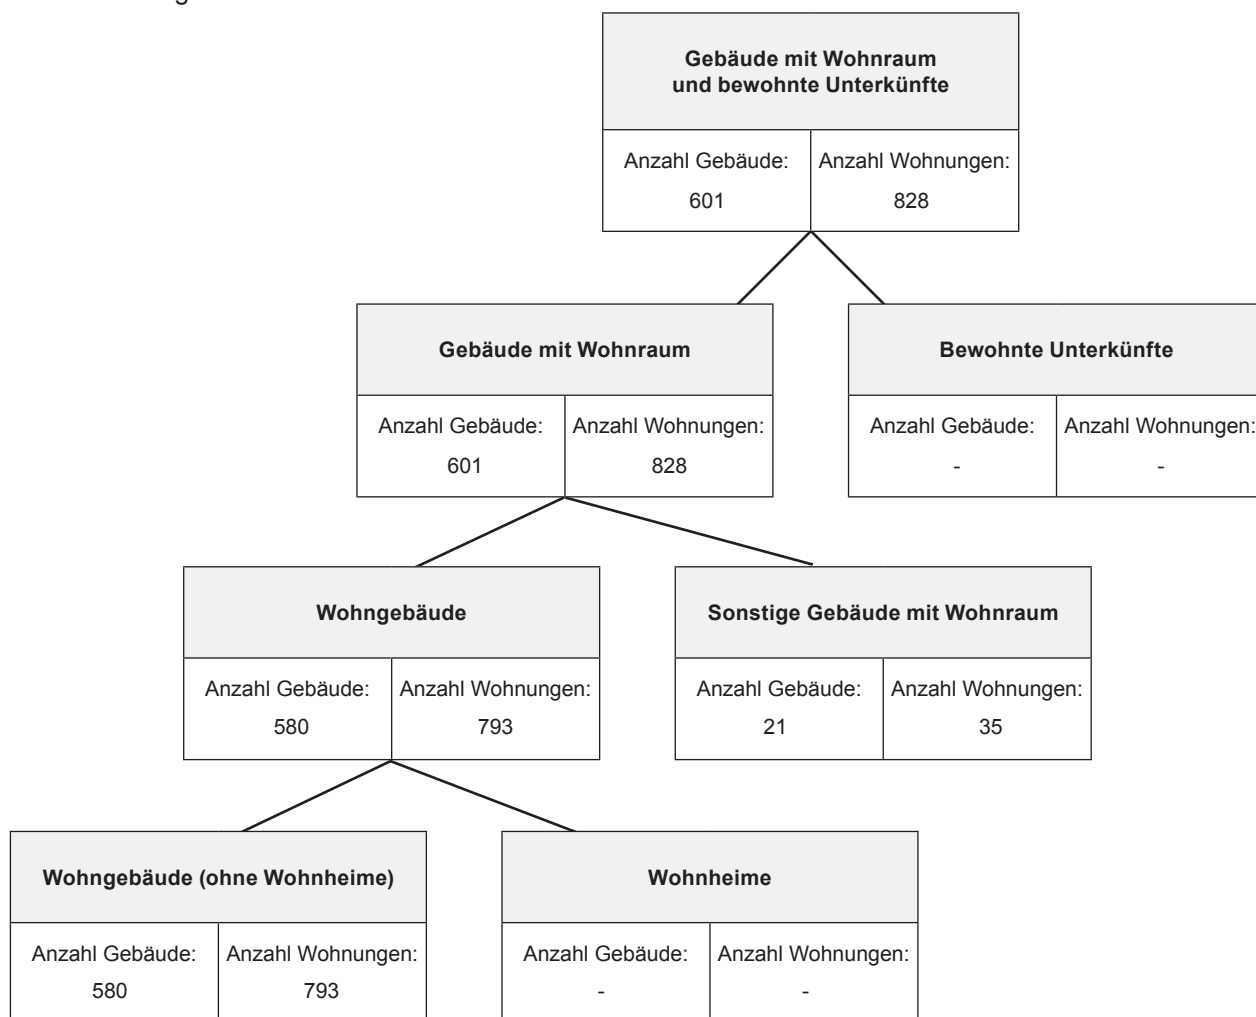 Gebäude mit Wohnraum
und bewohnte Unterkünfte
Anzahl Gebäude: Anzahl Wohnungen:
601 828
Gebäude mit Wohnraum
Bewohnte Unterkünfte
Anzahl Gebäude: Anzahl Wohnungen:
601 828
Anzahl Gebäude: Anzahl Wohnungen:
- -
Wohngebäude
Sonstige Gebäude mit Wohnraum
Anzahl Gebäude: Anzahl Wohnungen:
580 793
Anzahl Gebäude: Anzahl Wohnungen:
21 35
Wohngebäude (ohne Wohnheime)
Wohnheime
Anzahl Gebäude: Anzahl Wohnungen:
580 793
Anzahl Gebäude: Anzahl Wohnungen:
- -